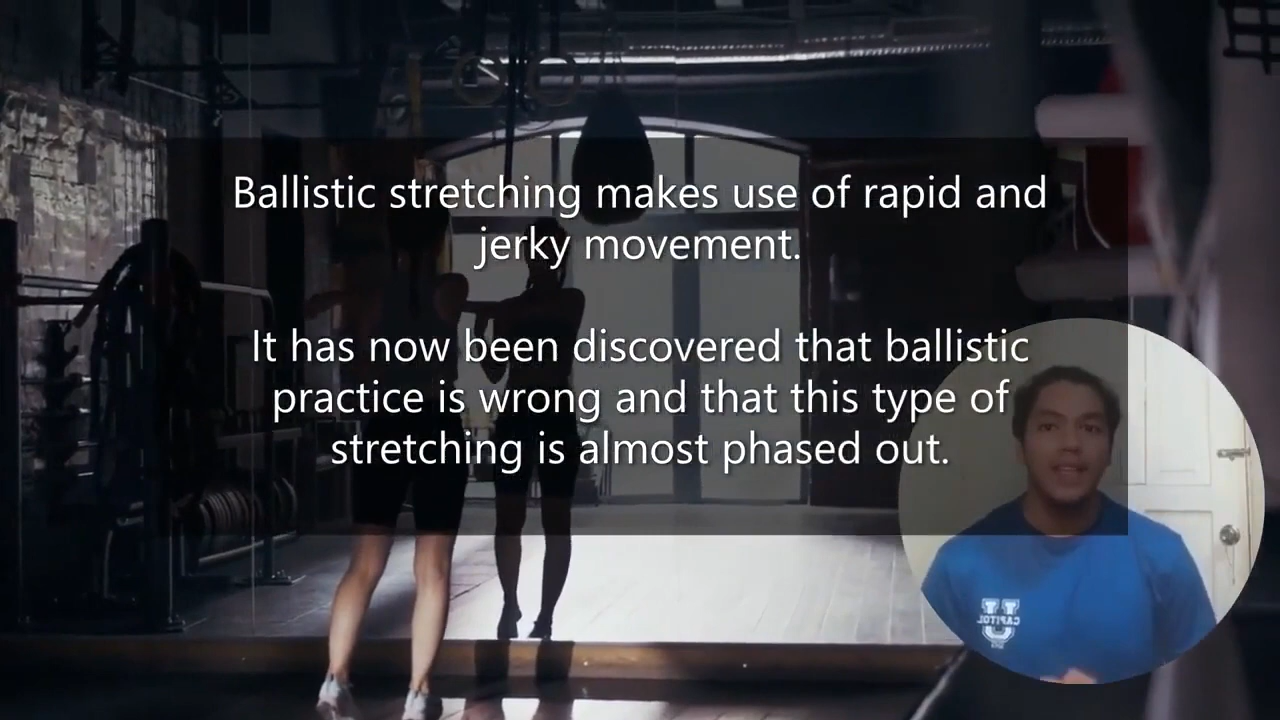 Ballistic stretching makes use of rapid and
jerky movement.
It has now been discovered that ballistic
practice is wrong and that this type of
stretching is almost phased out.
U
CAPITOL